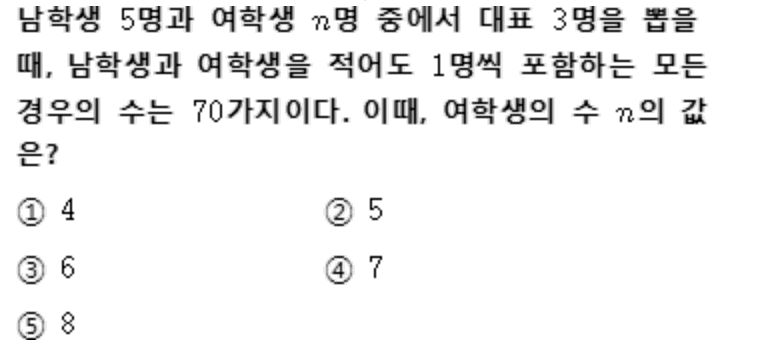 남학생 5명과 여학생 n명 중에서 대표 3명을 뽑을
때, 남학생과 여학생을 적어도 1명씩 포함하는 모든
경우의 수는 70가지이다. 이때, 여학생의 수 n의 값
은?
① 4 ② 5
③ 6 ④ 7
⑤ 8